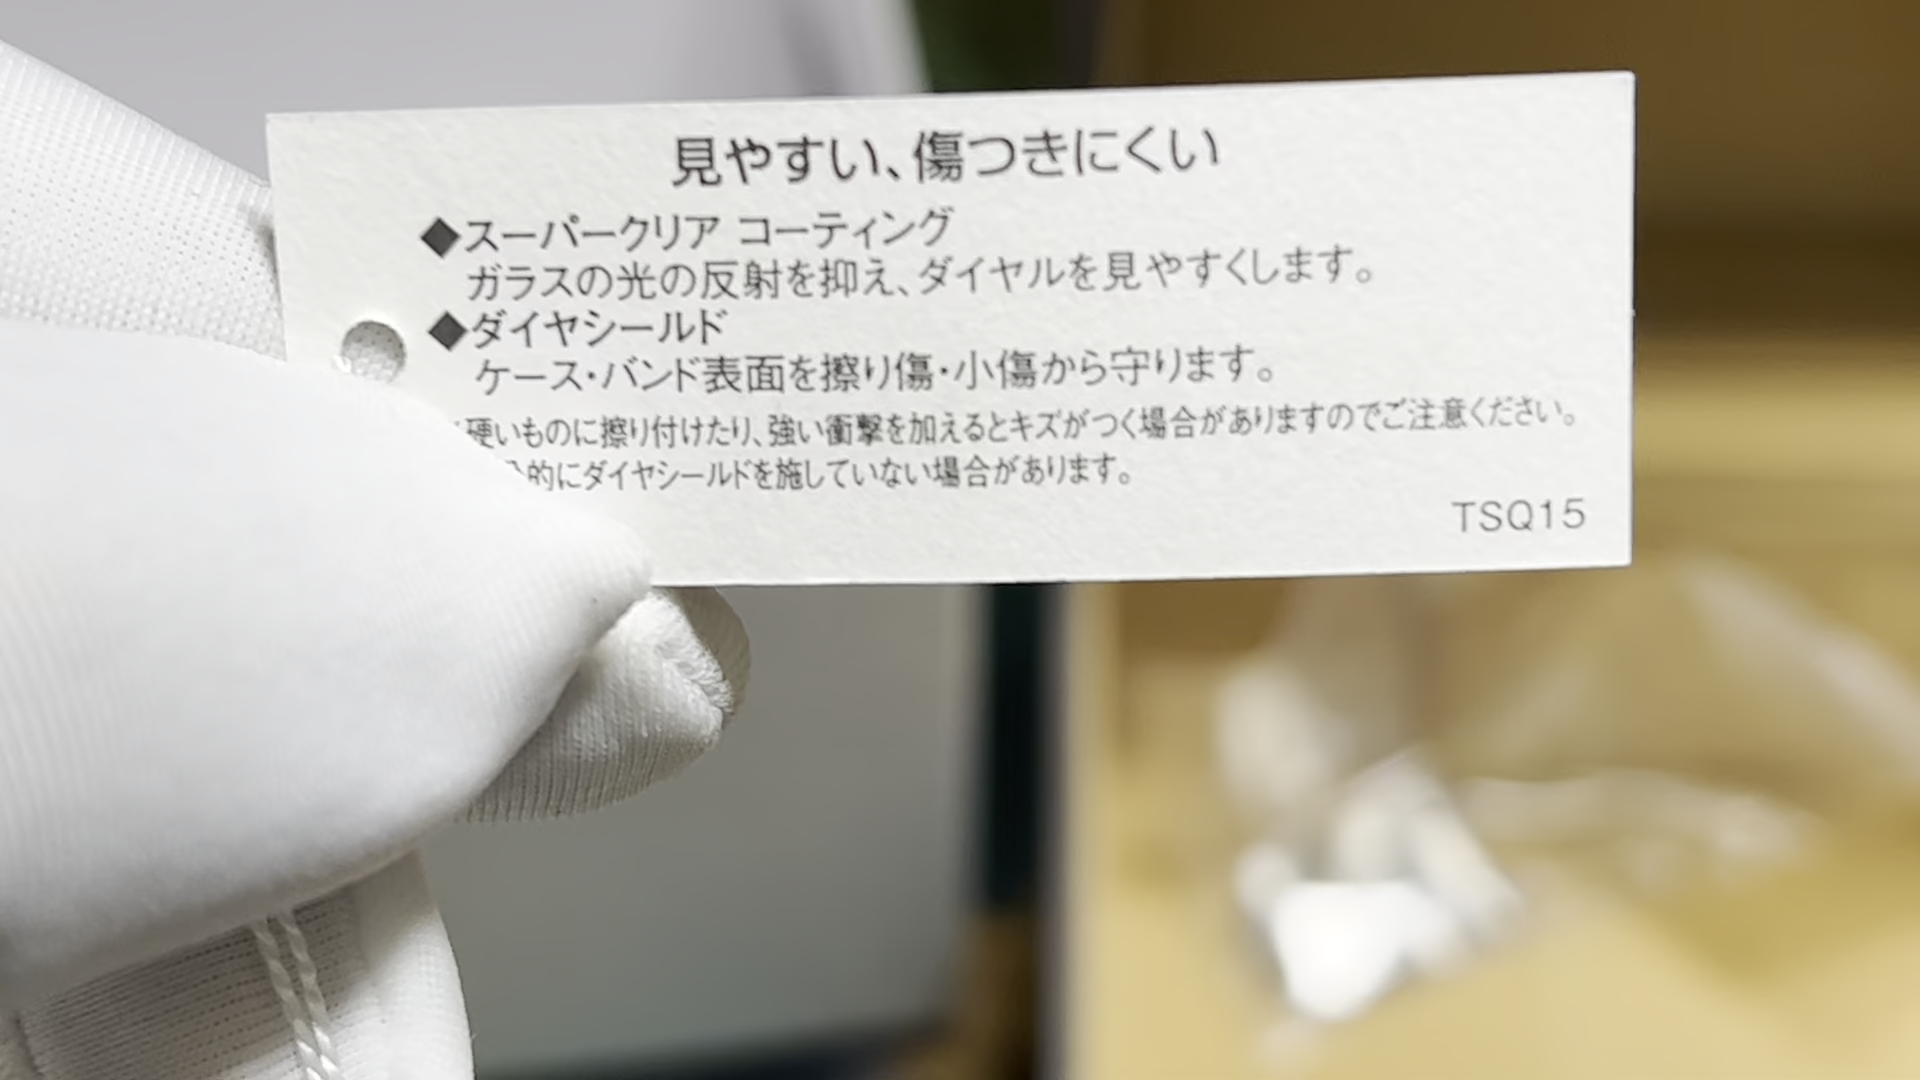 見やすい、傷つきにくい
◆スーパークリア コーティング
ガラスの光の反射を抑え、ダイヤルを見やすくします。
◆ダイヤシールド
ケース・バンド表面を擦り傷・小傷から守ります。
硬いものに擦り付けたり、強い衝撃を加えるとキズがつく場合がありますのでご注意ください。
的にダイヤシールドを施していない場合があります。
TSQ15